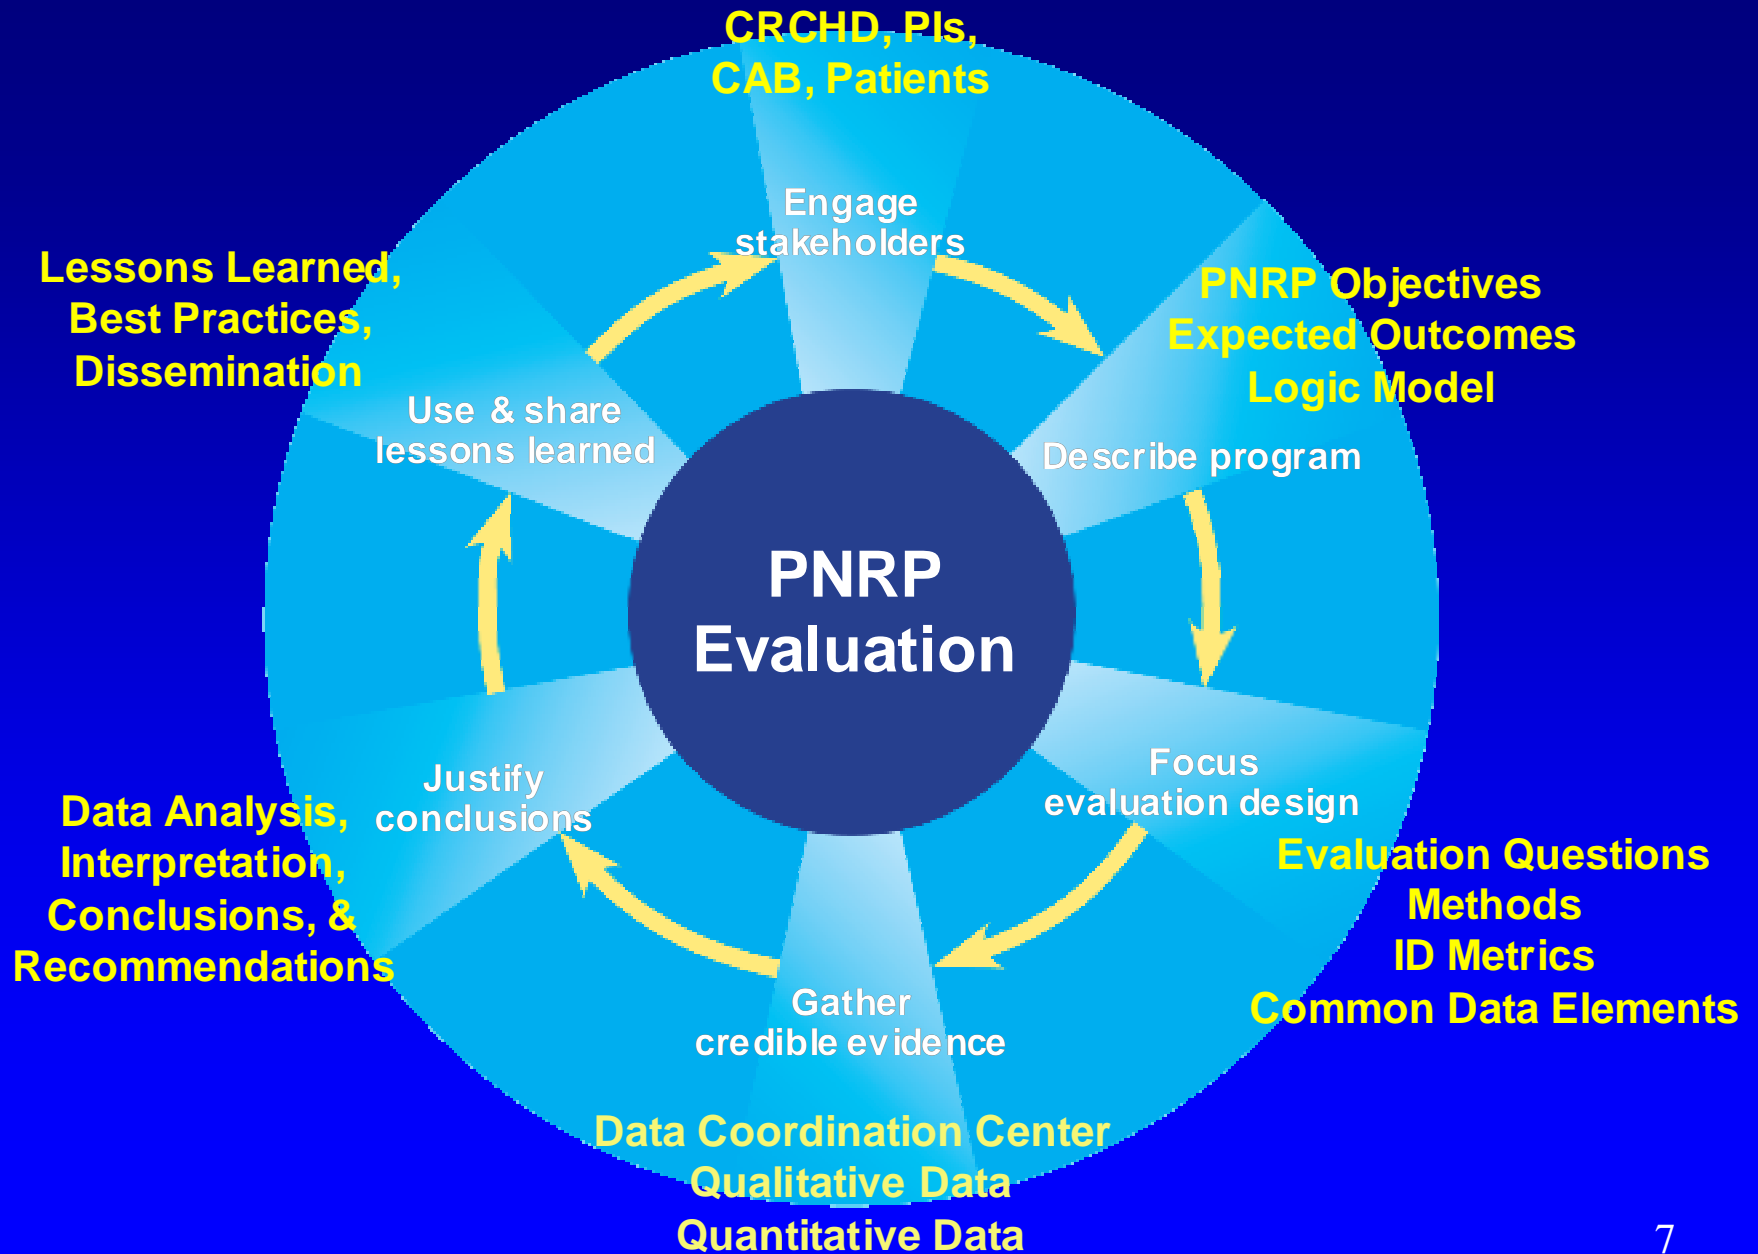 CRCHD, PIs,
CAB, Patients
Engage
stakeholders
PNRP Objectives
Expected Outcomes
Logic Model
Describe program
Focus
evaluation design
Evaluation Questions
Methods
ID Metrics
Common Data Elements
Gather
credible evidence
Data Coordination Center
Qualitative Data
Quantitative Data
Justify
conclusions
Data Analysis,
Interpretation,
Conclusions, &
Recommendations
Use & share
lessons learned
Lessons Learned,
Best Practices,
Dissemination
PNRP
Evaluation
7